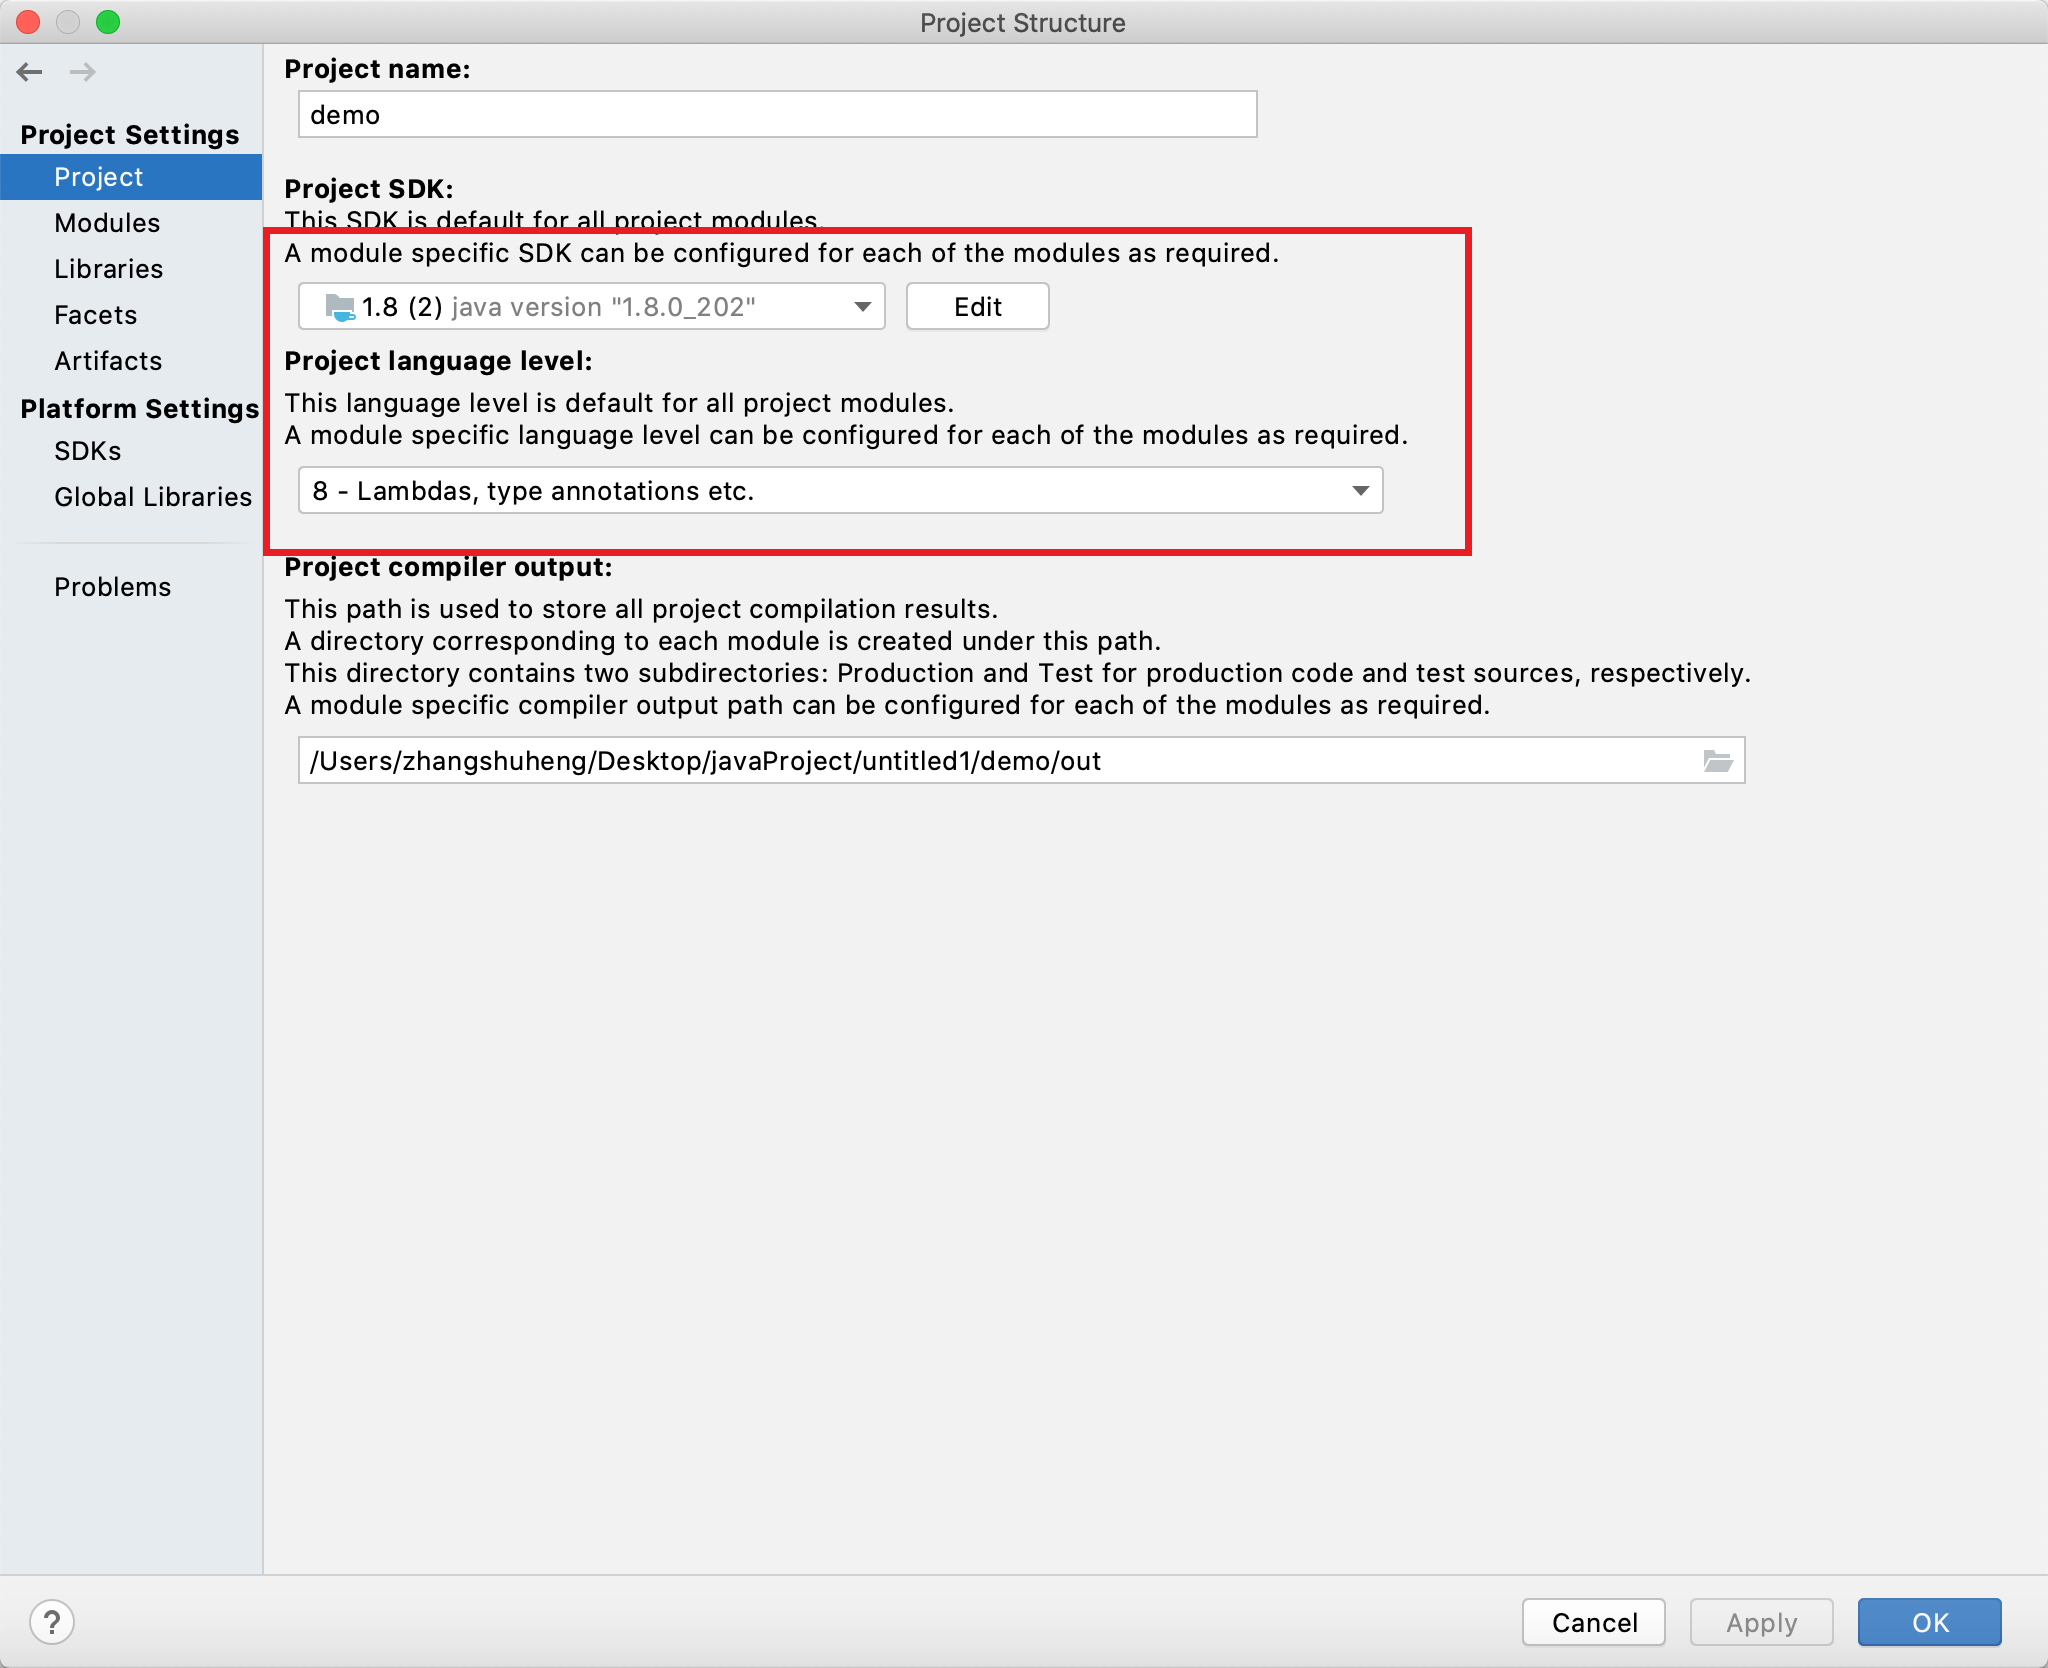 Project Structure
Project Settings
Project
Modules
Libraries
Facets
Artifacts
Platform Settings
SDKs
Global Libraries
Problems
Project name:
demo
Project SDK:
This SDK is default for all project modules.
A module specific SDK can be configured for each of the modules as required.
1.8 (2) java version "1.8.0_202"
Edit
Project language level:
This language level is default for all project modules.
A module specific language level can be configured for each of the modules as required.
8 - Lambdas, type annotations etc.
Project compiler output:
This path is used to store all project compilation results.
A directory corresponding to each module is created under this path.
This directory contains two subdirectories: Production and Test for production code and test sources, respectively.
A module specific compiler output path can be configured for each of the modules as required.
/Users/zhangshuheng/Desktop/javaProject/untitled1/demo/out
?
Cancel
Apply
OK